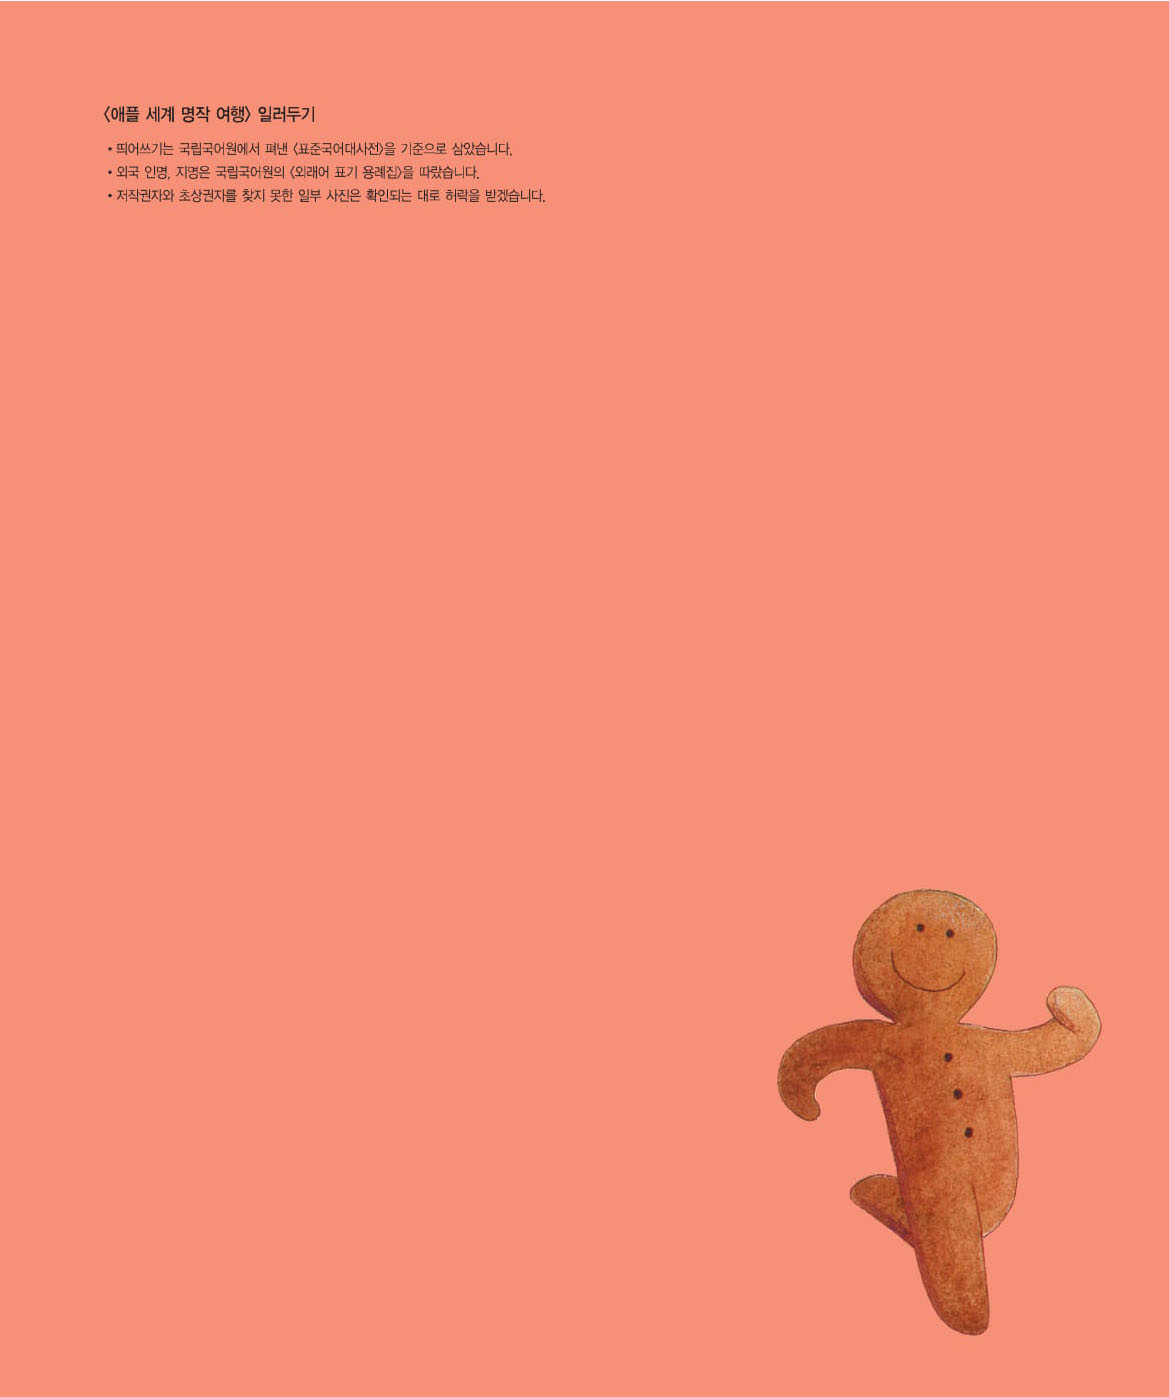 〈애플 세계 명작 여행〉 일러두기
• 띄어쓰기는 국립국어원에서 펴낸 〈표준국어대사전〉을 기준으로 삼았습니다.
• 외국 인명, 지명은 국립국어원의 〈외래어 표기 용례집〉을 따랐습니다.
• 저작권자와 초상권자를 찾지 못한 일부 사진은 확인되는 대로 허락을 받겠습니다.